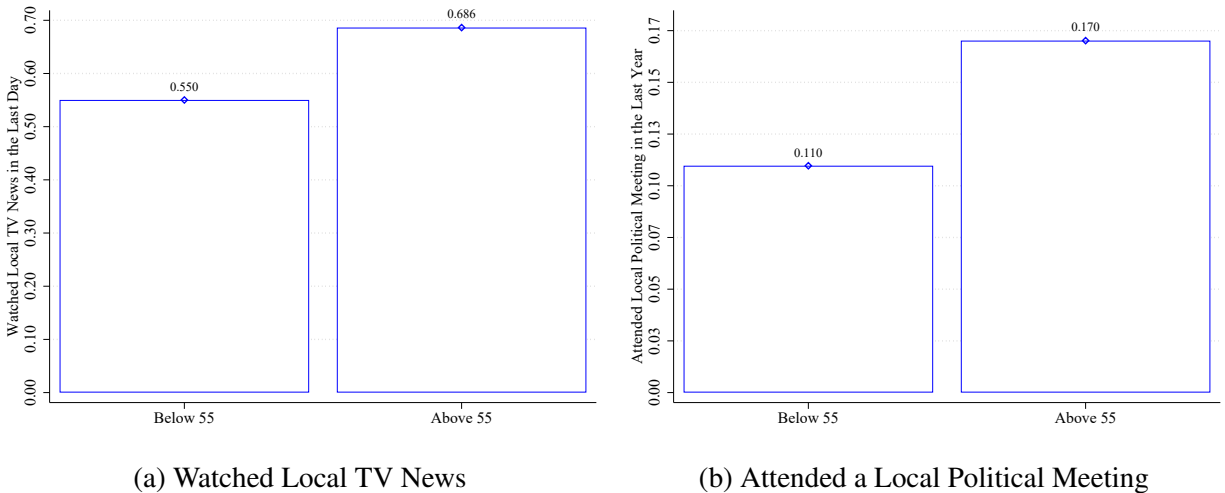 Watched Local TV News in the Last Day
0.70
0.60
0.50
0.40
0.30
0.20
0.10
0.00
0.550
0.686
Below 55
Above 55
(a) Watched Local TV News
Attended Local Political Meeting in the Last Year
0.17
0.15
0.13
0.10
0.07
0.05
0.03
0.00
0.110
0.170
Below 55
Above 55
(b) Attended a Local Political Meeting